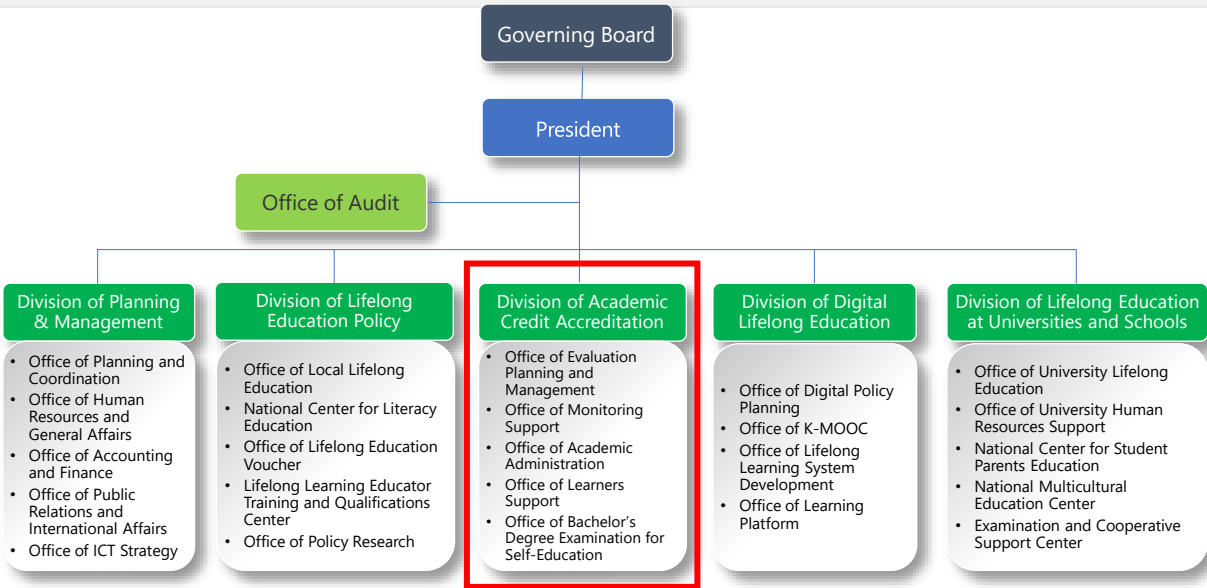 Governing Board
President
Office of Audit
Division of Planning
& Management
• Office of Planning and
Coordination
• Office of Human
Resources and
General Affairs
• Office of Accounting
and Finance
• Office of Public
Relations and
International Affairs
• Office of ICT Strategy
Division of Lifelong
Education Policy
• Office of Local Lifelong
Education
• National Center for Literacy
Education
• Office of Lifelong Education
Voucher
• Lifelong Learning Educator
Training and Qualifications
Center
• Office of Policy Research
Division of Academic
Credit Accreditation
• Office of Evaluation
Planning and
Management
• Office of Monitoring
Support
• Office of Academic
Administration
• Office of Learners
Support
• Office of Bachelor's
Degree Examination for
Self-Education
Division of Digital
Lifelong Education
• Office of Digital Policy
Planning
• Office of K-MOOC
• Office of Lifelong
Learning System
Development
• Office of Learning
Platform
Division of Lifelong Education
at Universities and Schools
• Office of University Lifelong
Education
• Office of University Human
Resources Support
• National Center for Student
Parents Education
• National Multicultural
Education Center
• Examination and Cooperative
Support Center